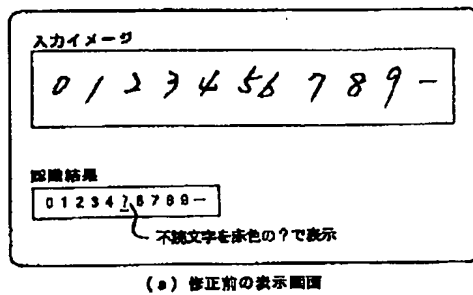 入力イメージ
0 1 2 3 4 5 6 7 8 9 −
認識結果
0 1 2 3 4 ? 6 7 8 9 −
不読文字を赤色の?で表示
(a) 修正前の表示画面